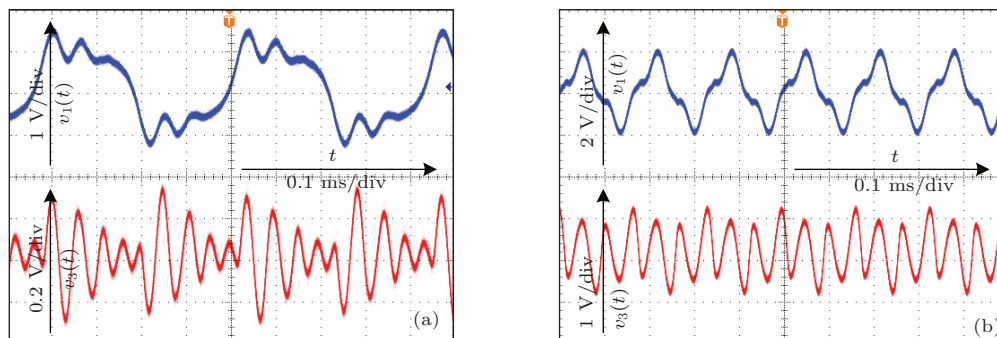 T
1 V/div
v₁(t)
t
0.1 ms/div
0.2 V/div
v₃(t)
(a)
T
2 V/div
v₁(t)
t
0.1 ms/div
1 V/div
v₃(t)
(b)